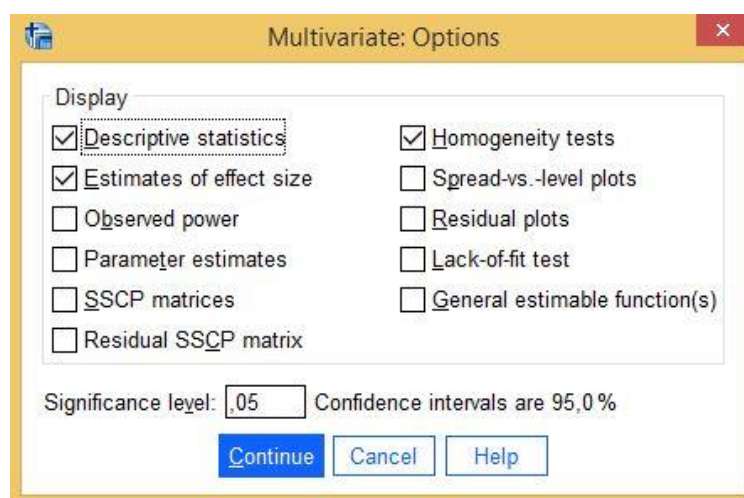 Multivariate: Options
Display
Descriptive statistics
Homogeneity tests
Estimates of effect size
Spread-vs.-level plots
Observed power
Residual plots
Parameter estimates
Lack-of-fit test
SSCP matrices
General estimable function(s)
Residual SSCP matrix
Significance level: ,05 Confidence intervals are 95,0 %
Continue Cancel Help